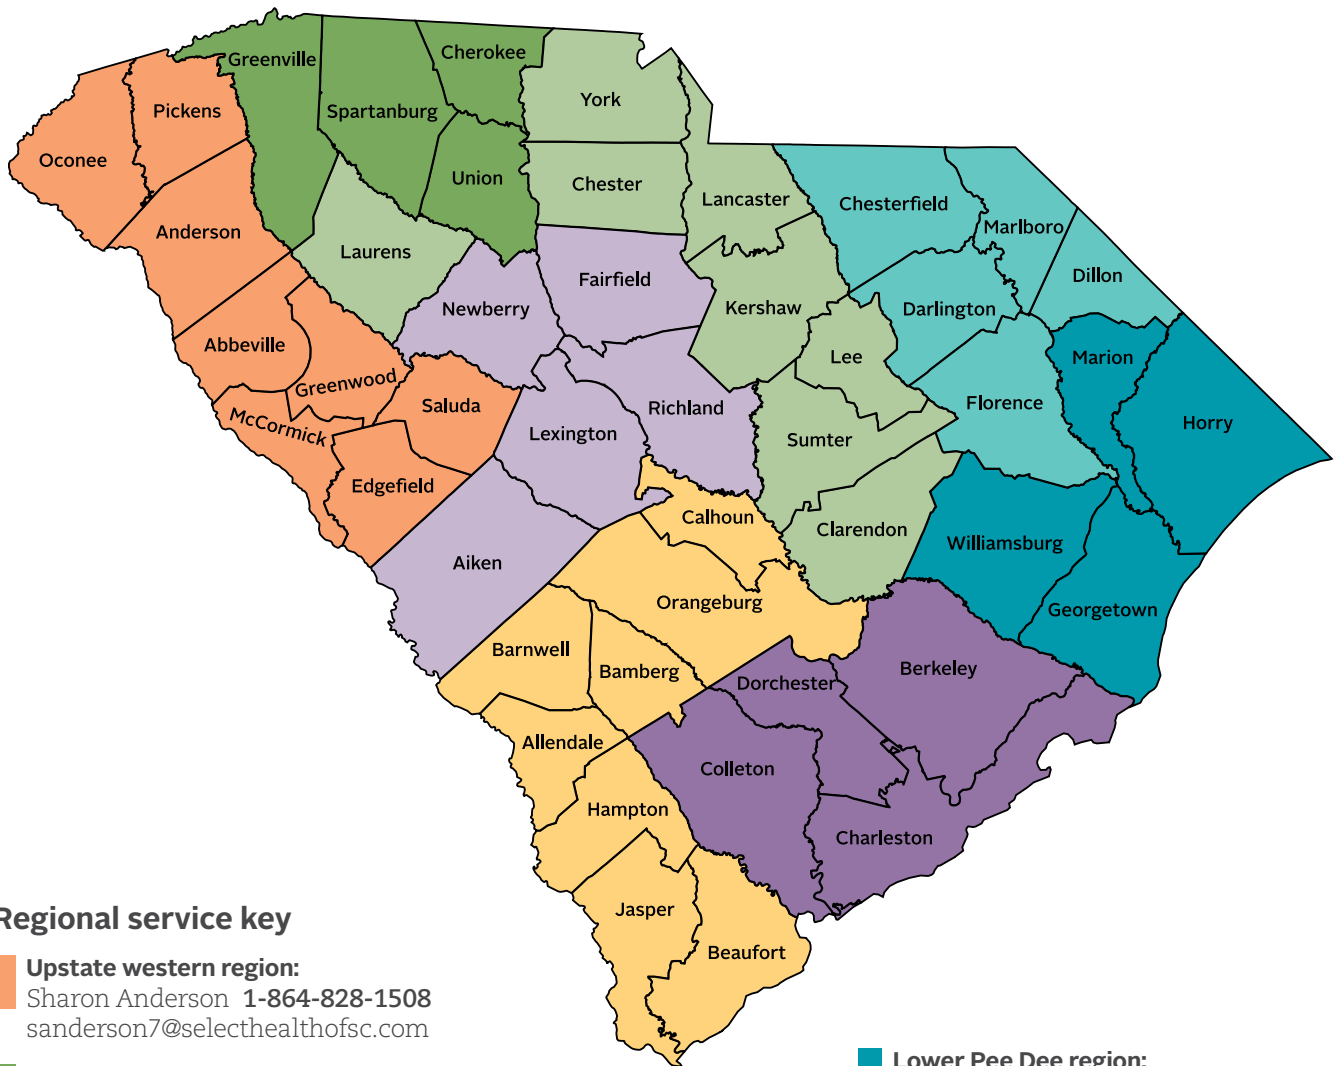 Greenville
Cherokee
Spartanburg
York
Pickens
Oconee
Union
Chester
Lancaster
Chesterfield
Marlboro
Anderson
Laurens
Fairfield
Dillon
Newberry
Kershaw
Darlington
Abbeville
Lee
Marion
Greenwood
Saluda
Richland
Florence
McCormick
Lexington
Sumter
Horry
Edgefield
Calhoun
Clarendon
Williamsburg
Aiken
Orangeburg
Georgetown
Barnwell
Bamberg
Berkeley
Dorchester
Allendale
Colleton
Hampton
Charleston
Jasper
Beaufort
Regional service key
Upstate western region:
Sharon Anderson 1-864-828-1508
sanderson7@selecthealthofsc.com
Lower Pee Dee region: